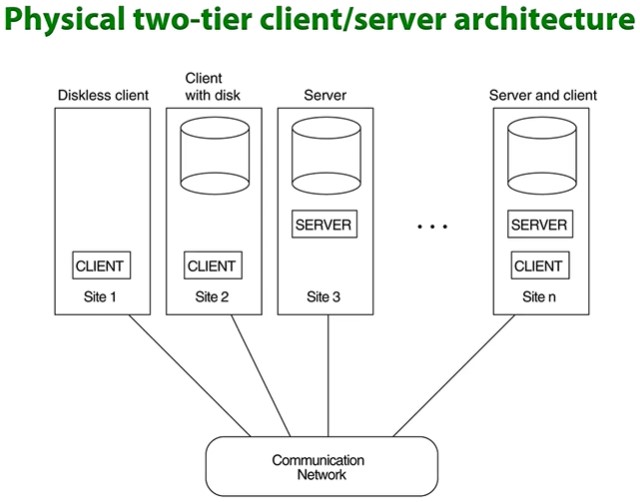 Physical two-tier client/server architecture
Diskless client
Client
with disk
Server
Server and client
SERVER
. . .
SERVER
CLIENT
CLIENT
CLIENT
Site 1
Site 2
Site 3
Site n
Communication
Network